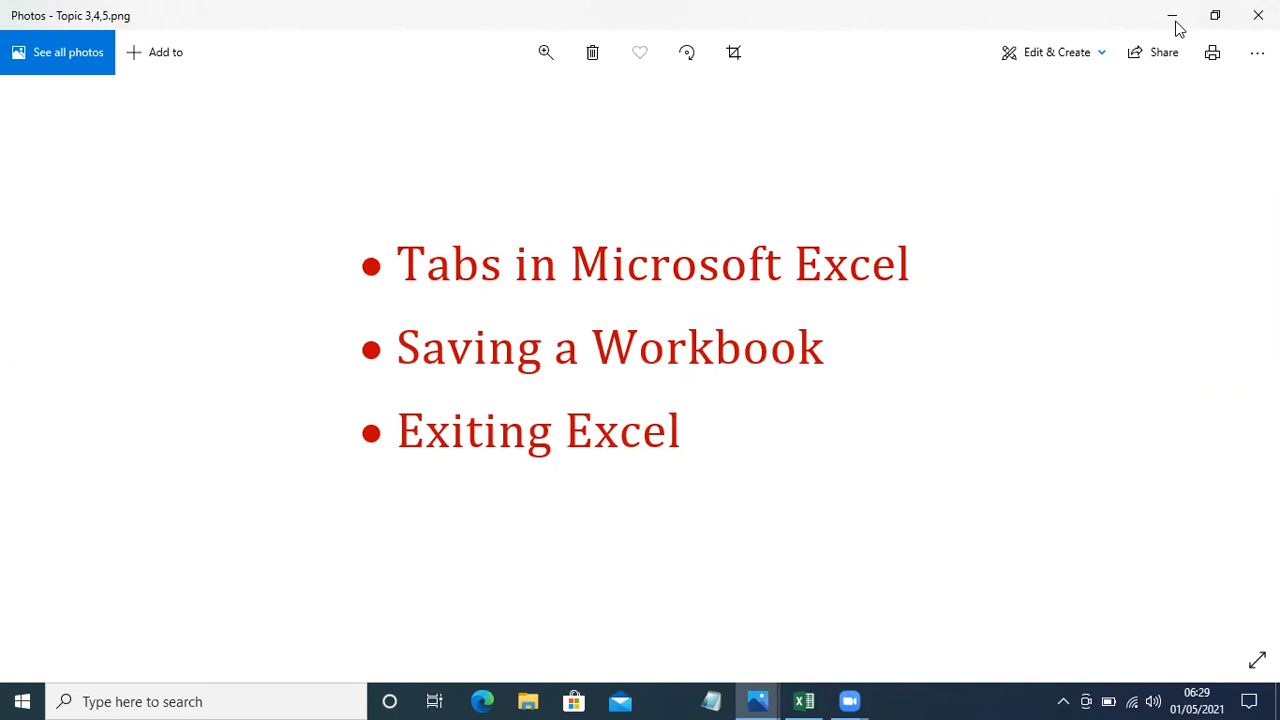 Photos - Topic 3,4,5.png
See all photos
Add to
Edit & Create
Share
• Tabs in Microsoft Excel
• Saving a Workbook
• Exiting Excel
Type here to search
06:29
01/05/2021